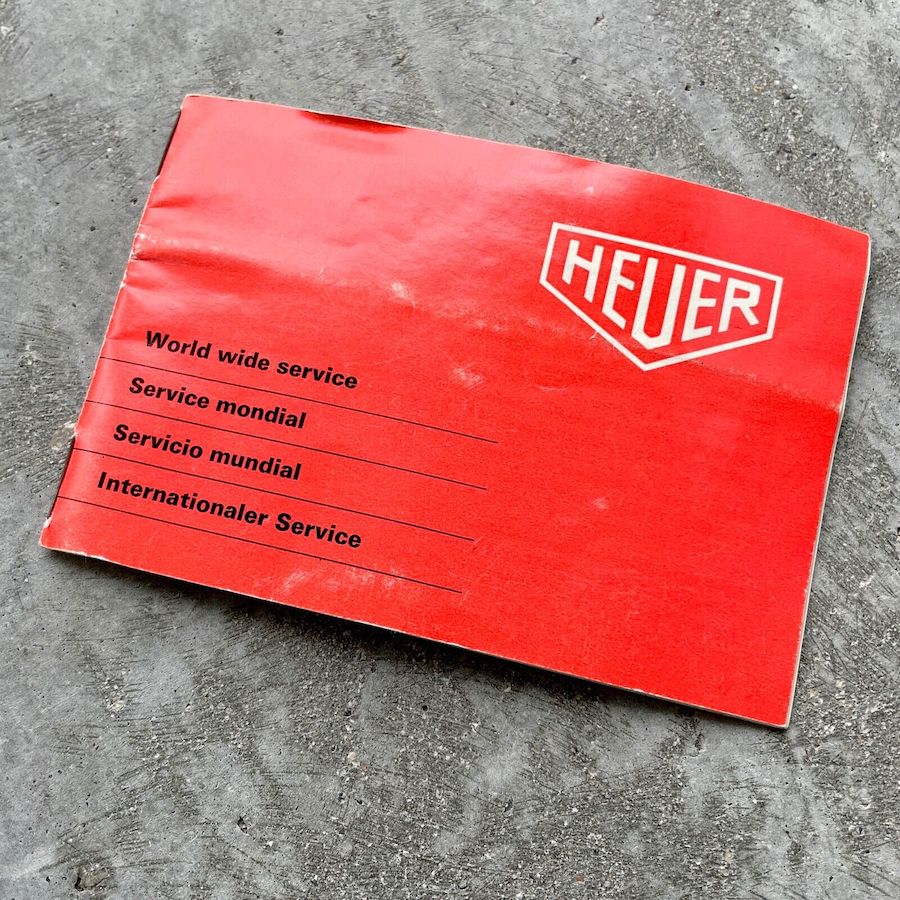 HEUER
World wide service
Service mondial
Servicio mundial
Internationaler Service